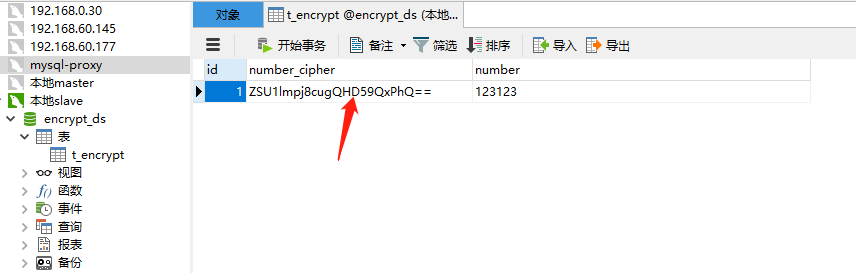 192.168.0.30
192.168.60.145
192.168.60.177
mysql-proxy
本地master
本地slave
encrypt_ds
表
t_encrypt
视图
函数
事件
查询
报表
备份
对象
t_encrypt @encrypt_ds (本地...
开始事务 备注 筛选 排序 导入 导出
id number_cipher number
1 ZSU1lmpj8cugQHD59QxPhQ== 123123